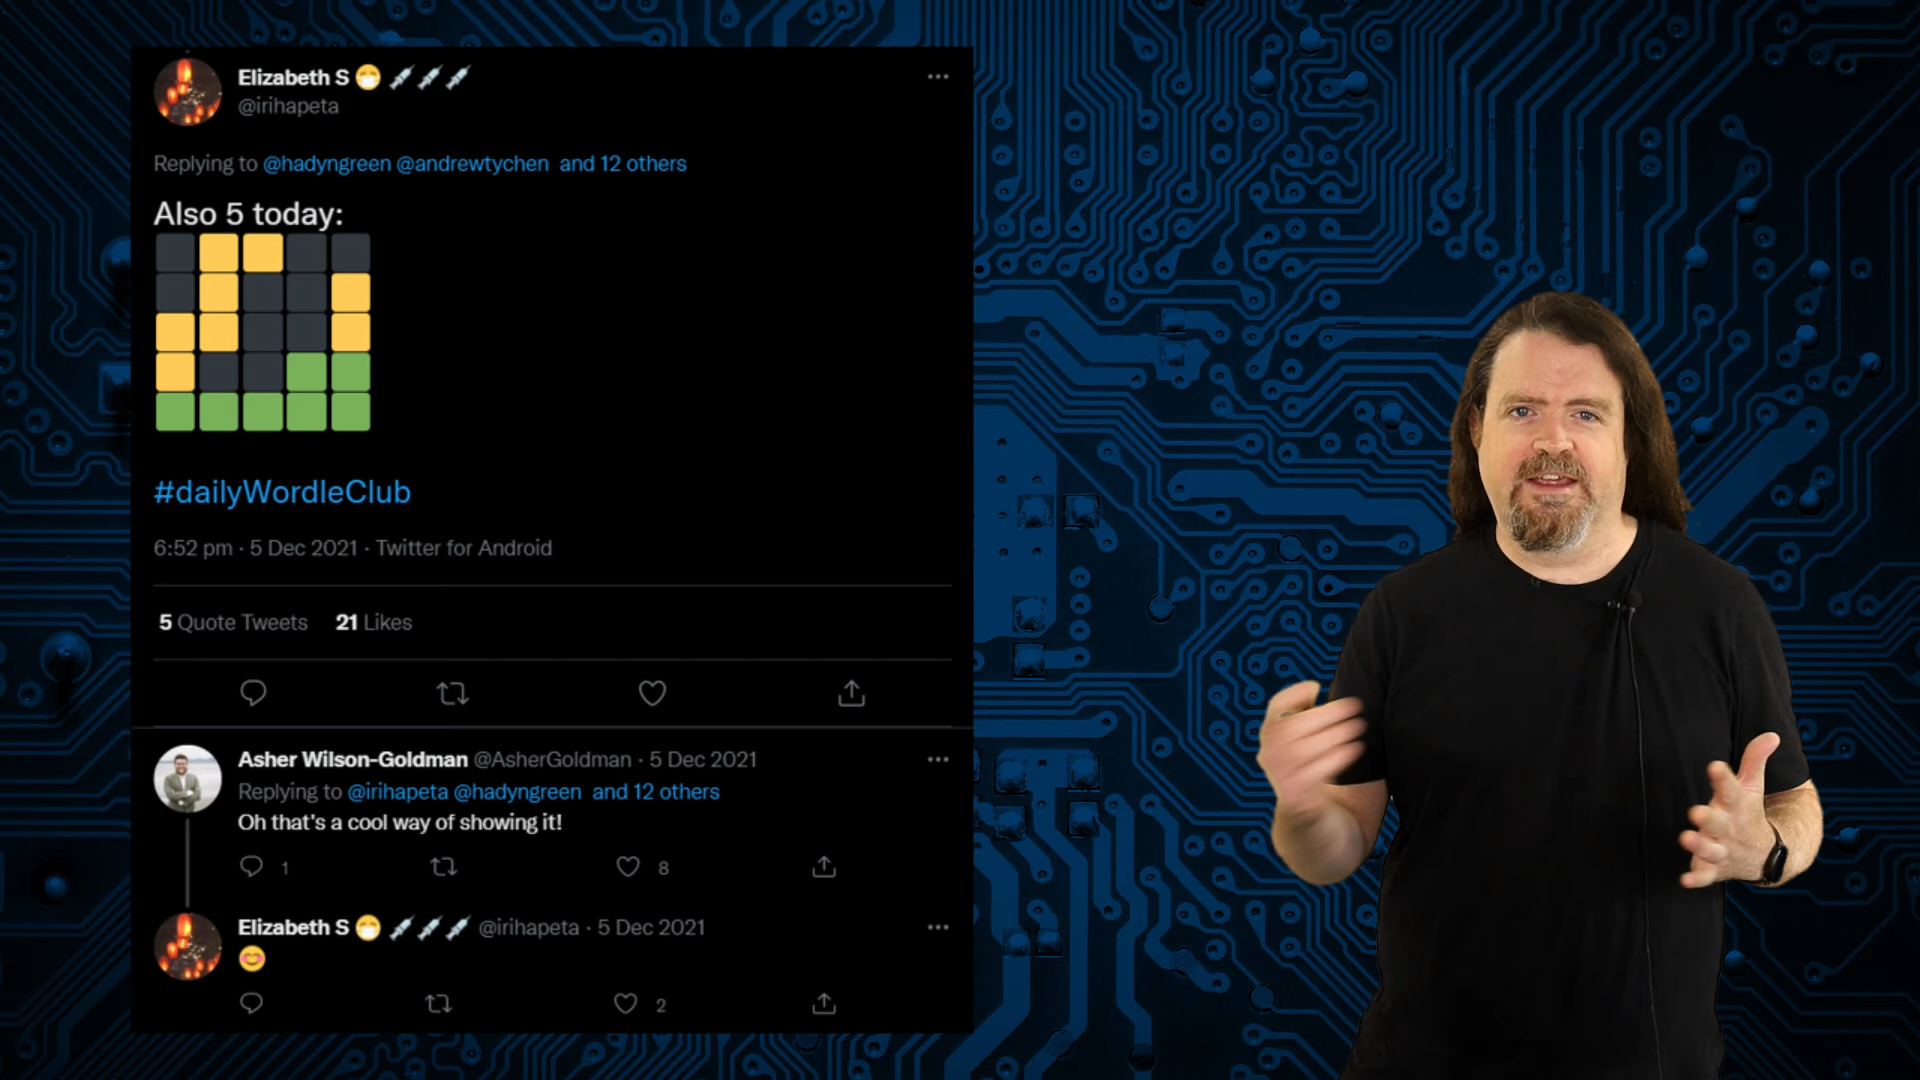 Elizabeth S 😷 💉💉💉
@irihapeta
Replying to @hadyngreen @andrewtychen and 12 others
Also 5 today:
#dailyWordleClub
6:52 pm · 5 Dec 2021 · Twitter for Android
5 Quote Tweets 21 Likes
Asher Wilson-Goldman @AsherGoldman · 5 Dec 2021
Replying to @irihapeta @hadyngreen and 12 others
Oh that's a cool way of showing it!
1 8
Elizabeth S 😷 💉💉💉 @irihapeta · 5 Dec 2021
😊
2